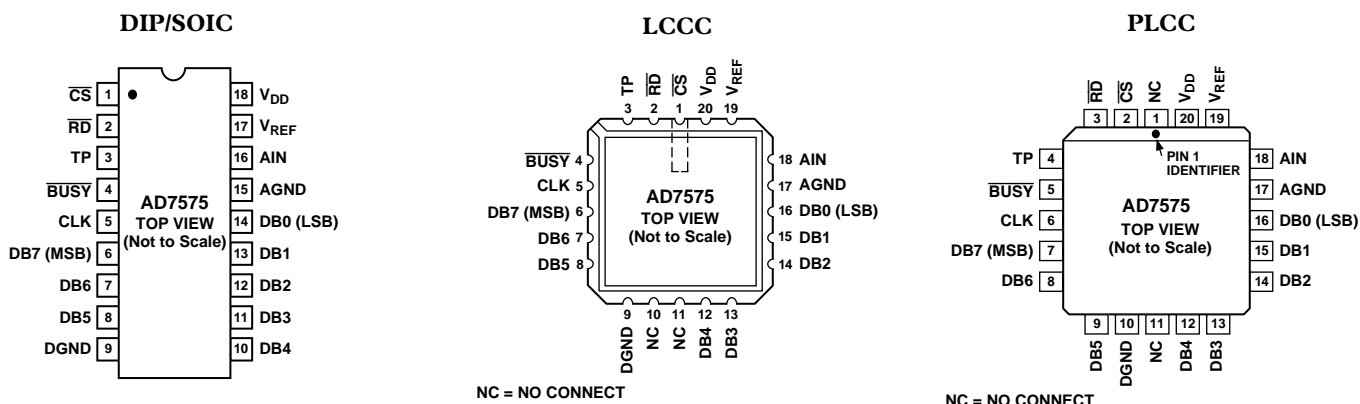 DIP/SOIC
CS 1
RD 2
TP 3
BUSY 4
CLK 5
DB7 (MSB) 6
DB6 7
DB5 8
DGND 9
18 VDD
17 VREF
16 AIN
15 AGND
14 DB0 (LSB)
13 DB1
12 DB2
11 DB3
10 DB4
AD7575
TOP VIEW
(Not to Scale)
LCCC
TP RD CS VDD VREF
3 2 1 20 19
BUSY 4
CLK 5
DB7 (MSB) 6
DB6 7
DB5 8
18 AIN
17 AGND
16 DB0 (LSB)
15 DB1
14 DB2
AD7575
TOP VIEW
(Not to Scale)
9 10 11 12 13
DGND NC NC DB4 DB3
NC = NO CONNECT
PLCC
RD CS NC VDD VREF
3 2 1 20 19
PIN 1
IDENTIFIER
TP 4
BUSY 5
CLK 6
DB7 (MSB) 7
DB6 8
18 AIN
17 AGND
16 DB0 (LSB)
15 DB1
14 DB2
AD7575
TOP VIEW
(Not to Scale)
9 10 11 12 13
DB5 DGND NC DB4 DB3
NC = NO CONNECT